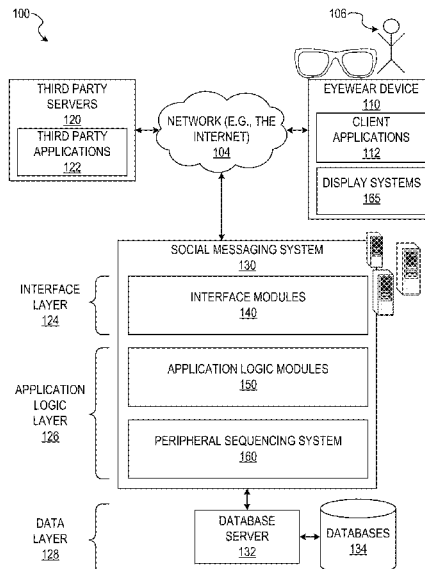 100
106
THIRD PARTY
SERVERS
120
THIRD PARTY
APPLICATIONS
122
NETWORK (E.G., THE
INTERNET)
104
EYEWEAR DEVICE
110
CLIENT
APPLICATIONS
112
DISPLAY SYSTEMS
165
SOCIAL MESSAGING SYSTEM
130
INTERFACE
LAYER
124
INTERFACE MODULES
140
APPLICATION
LOGIC
LAYER
128
APPLICATION LOGIC MODULES
150
PERIPHERAL SEQUENCING SYSTEM
160
DATA
LAYER
128
DATABASE
SERVER
132
DATABASES
134